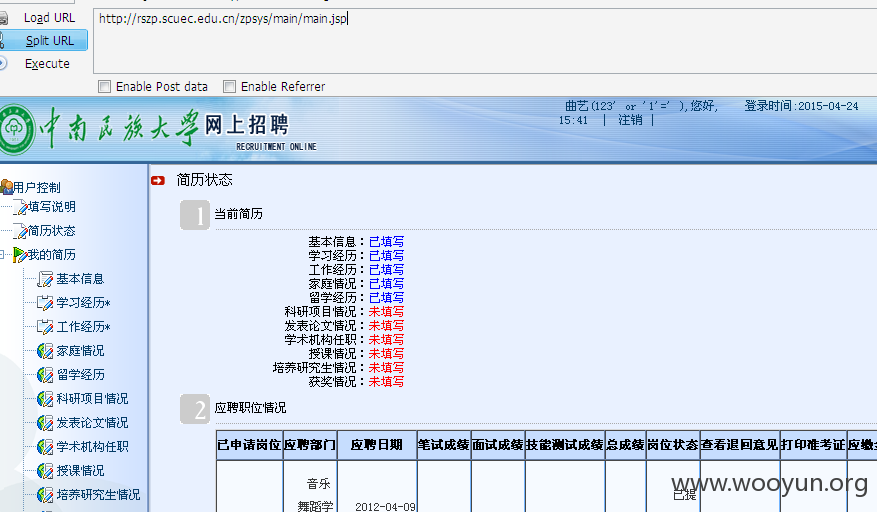 Load URL
http://rszp.scuec.edu.cn/zpsys/main/main.jsp
Split URL
Execute
Enable Post data
Enable Referrer
中南民族大学 网上招聘
RECRUITMENT ONLINE
曲艺(123' or '1'='),您好, 登录时间:2015-04-24
15:41 | 注销 |
用户控制
填写说明
简历状态
我的简历
基本信息
学习经历*
工作经历*
家庭情况
留学经历
科研项目情况
发表论文情况
学术机构任职
授课情况
培养研究生情况
简历状态
1 当前简历
基本信息：已填写
学习经历：已填写
工作经历：已填写
家庭情况：已填写
留学经历：已填写
科研项目情况：未填写
发表论文情况：未填写
学术机构任职：未填写
授课情况：未填写
培养研究生情况：未填写
获奖情况：未填写
2 应聘职位情况
已申请岗位 应聘部门 应聘日期 笔试成绩 面试成绩 技能测试成绩 总成绩 岗位状态 查看退回意见 打印准考证 应缴
音乐
舞蹈学 2012-04-09 已提
www.wooyun.org